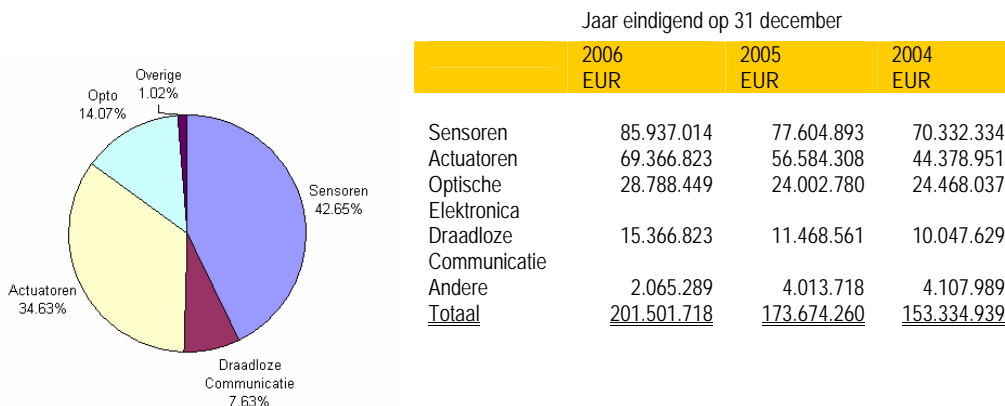 Overige
1.02%
Opto
14.07%
Sensoren
42.65%
Actuatoren
34.63%
Draadloze
Communicatie
7.63%
Jaar eindigend op 31 december
2006 2005 2004
EUR EUR EUR
Sensoren 85.937.014 77.604.893 70.332.334
Actuatoren 69.366.823 56.584.308 44.378.951
Optische 28.788.449 24.002.780 24.468.037
Elektronica
Draadloze 15.366.823 11.468.561 10.047.629
Communicatie
Andere 2.065.289 4.013.718 4.107.989
Totaal 201.501.718 173.674.260 153.334.939